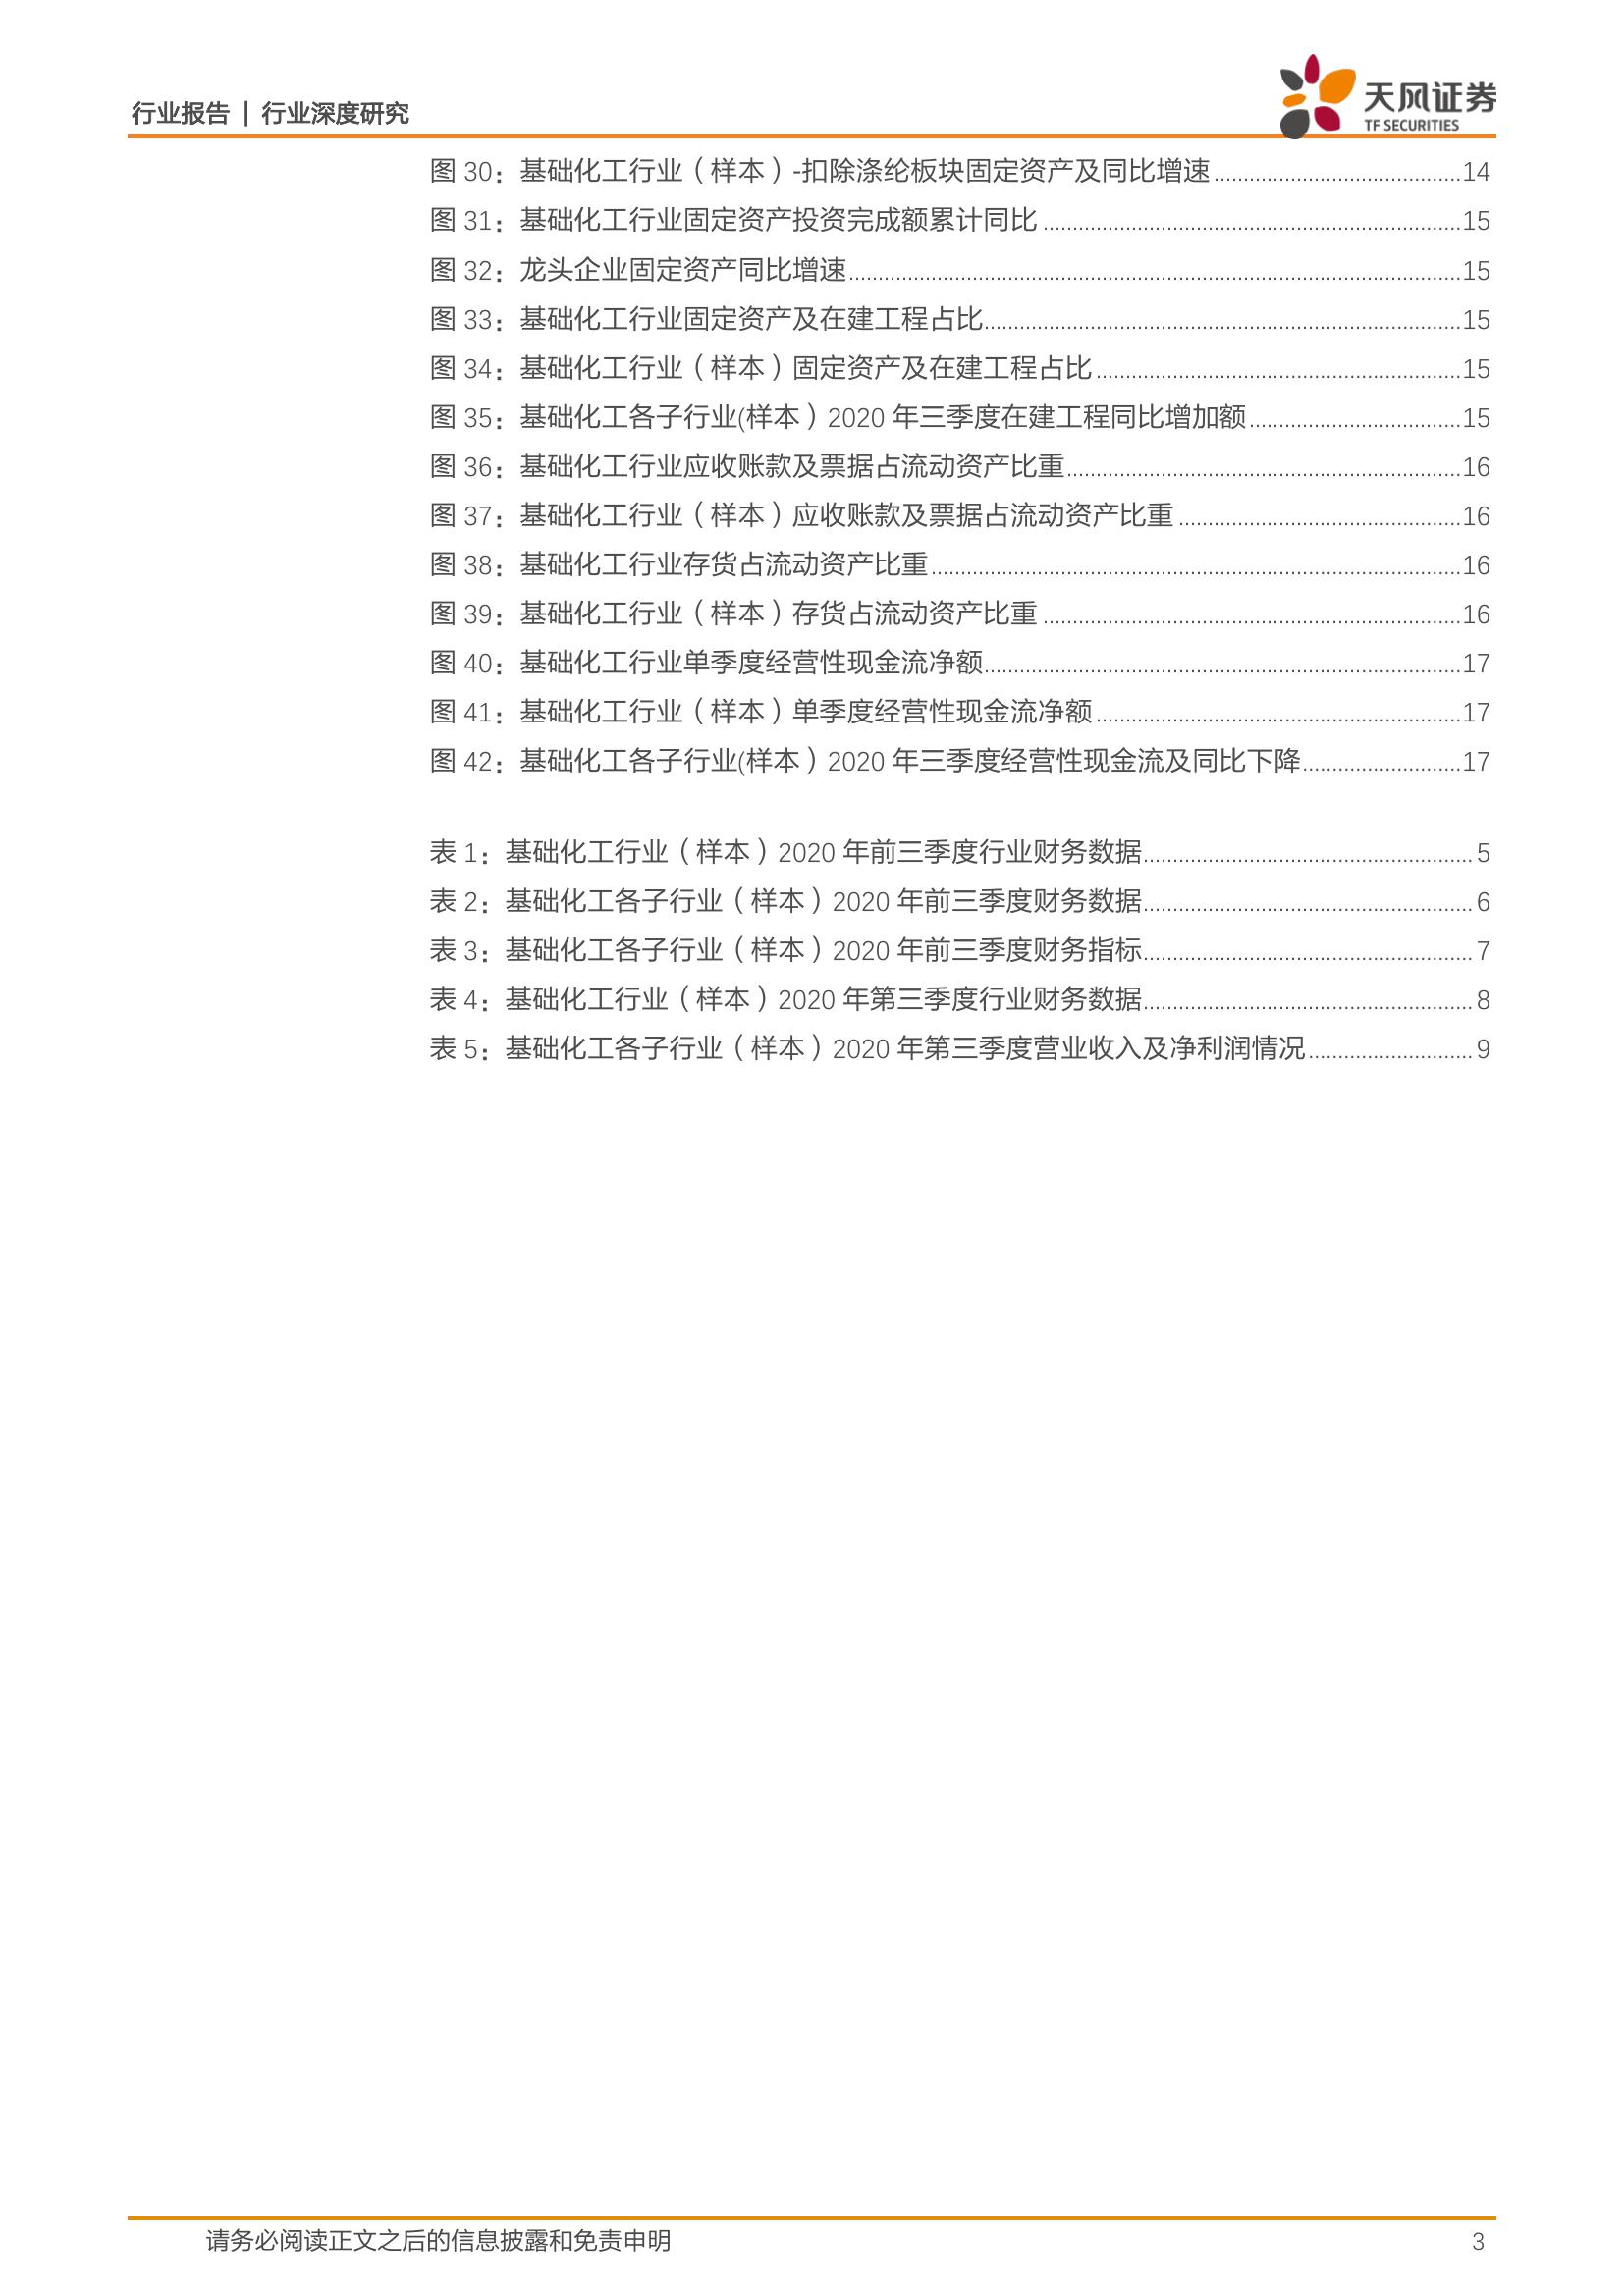 行业报告 | 行业深度研究
天风证券
TF SECURITIES
图 30：基础化工行业（样本）-扣除涤纶板块固定资产及同比增速..........................................14
图 31：基础化工行业固定资产投资完成额累计同比.......................................................................15
图 32：龙头企业固定资产同比增速............................................................................................................15
图 33：基础化工行业固定资产及在建工程占比.................................................................................15
图 34：基础化工行业（样本）固定资产及在建工程占比..............................................................15
图 35：基础化工各子行业(样本）2020 年三季度在建工程同比增加额....................................15
图 36：基础化工行业应收账款及票据占流动资产比重...................................................................16
图 37：基础化工行业（样本）应收账款及票据占流动资产比重................................................16
图 38：基础化工行业存货占流动资产比重..........................................................................................16
图 39：基础化工行业（样本）存货占流动资产比重.......................................................................16
图 40：基础化工行业单季度经营性现金流净额.................................................................................17
图 41：基础化工行业（样本）单季度经营性现金流净额..............................................................17
图 42：基础化工各子行业(样本）2020 年三季度经营性现金流及同比下降...........................17
表 1：基础化工行业（样本）2020 年前三季度行业财务数据........................................................ 5
表 2：基础化工各子行业（样本）2020 年前三季度财务数据........................................................ 6
表 3：基础化工各子行业（样本）2020 年前三季度财务指标........................................................ 7
表 4：基础化工行业（样本）2020 年第三季度行业财务数据........................................................ 8
表 5：基础化工各子行业（样本）2020 年第三季度营业收入及净利润情况............................ 9
请务必阅读正文之后的信息披露和免责申明
3